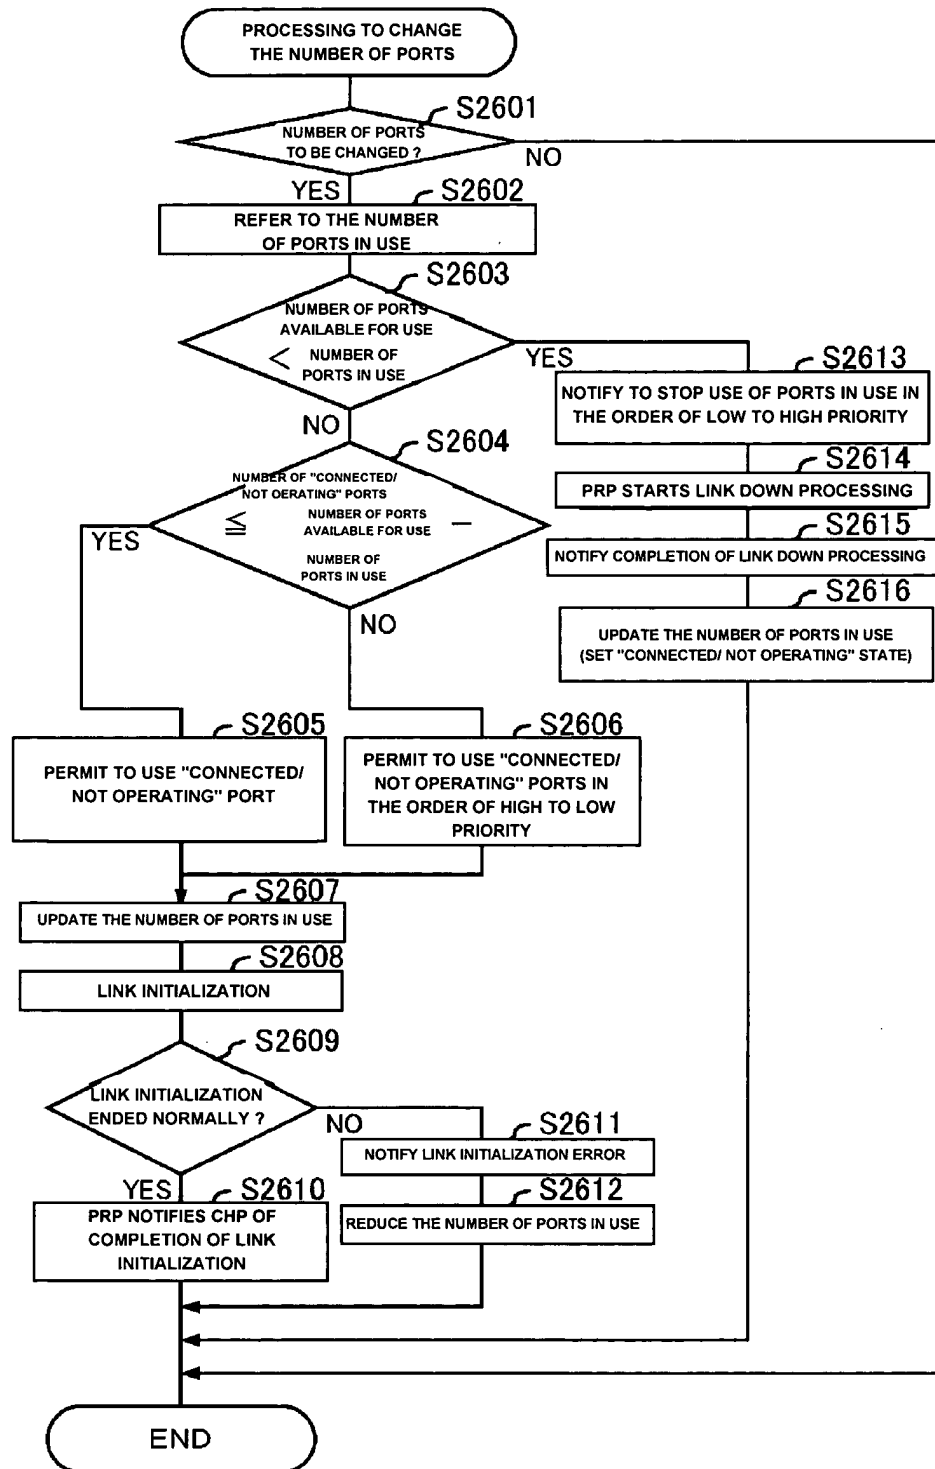 PROCESSING TO CHANGE
THE NUMBER OF PORTS
S2601
NUMBER OF PORTS
TO BE CHANGED ?
NO
YES
S2602
REFER TO THE NUMBER
OF PORTS IN USE
S2603
NUMBER OF PORTS
AVAILABLE FOR USE
< NUMBER OF
PORTS IN USE
YES
NO
S2613
NOTIFY TO STOP USE OF PORTS IN USE IN
THE ORDER OF LOW TO HIGH PRIORITY
S2614
PRP STARTS LINK DOWN PROCESSING
S2615
NOTIFY COMPLETION OF LINK DOWN PROCESSING
S2616
UPDATE THE NUMBER OF PORTS IN USE
(SET "CONNECTED/ NOT OPERATING" STATE)
S2604
NUMBER OF "CONNECTED/
NOT OERATING" PORTS
≦ NUMBER OF PORTS
AVAILABLE FOR USE −
NUMBER OF
PORTS IN USE
YES
NO
S2605
PERMIT TO USE "CONNECTED/
NOT OPERATING" PORT
S2606
PERMIT TO USE "CONNECTED/
NOT OPERATING" PORTS IN
THE ORDER OF HIGH TO LOW
PRIORITY
S2607
UPDATE THE NUMBER OF PORTS IN USE
S2608
LINK INITIALIZATION
S2609
LINK INITIALIZATION
ENDED NORMALLY ?
NO
YES
S2611
NOTIFY LINK INITIALIZATION ERROR
S2612
REDUCE THE NUMBER OF PORTS IN USE
S2610
PRP NOTIFIES CHP OF
COMPLETION OF LINK
INITIALIZATION
END